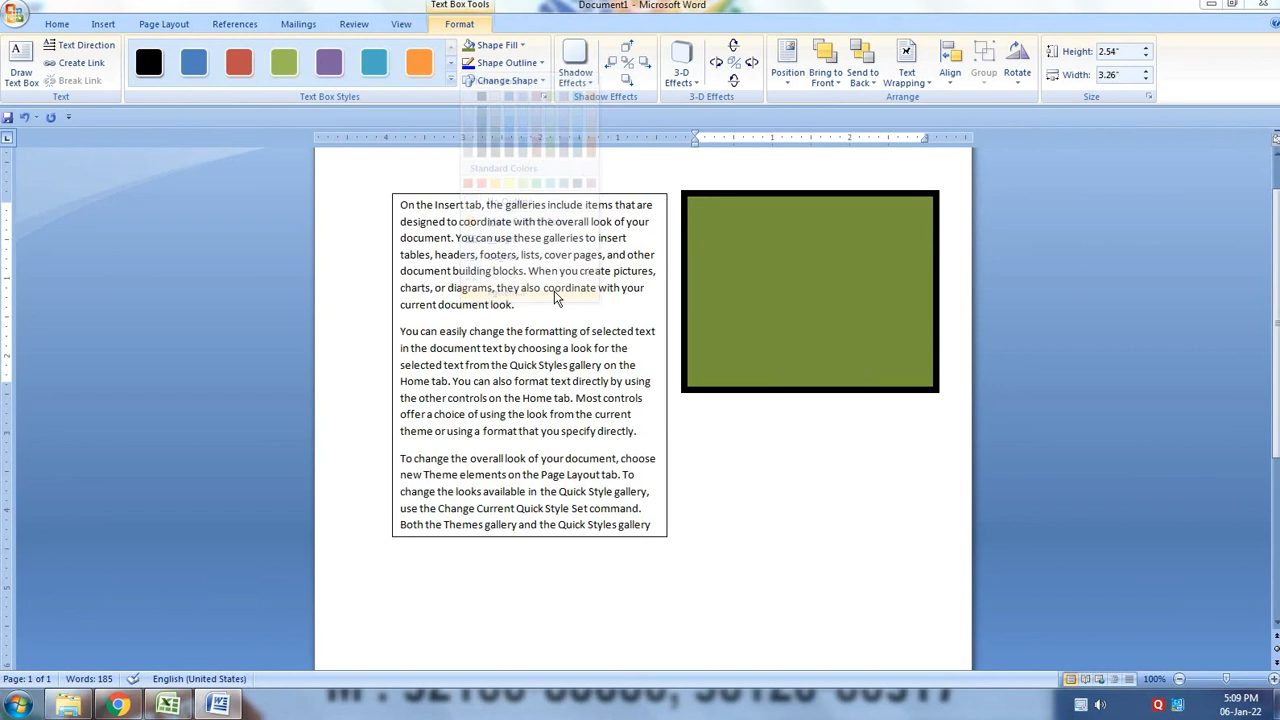 Text Box Tools
Document1 - Microsoft Word
Home
Insert
Page Layout
References
Mailings
Review
View
Format
Draw
Text Box
Text Direction
Create Link
Break Link
Text
Text Box Styles
Shape Fill
Shape Outline
Change Shape
Shadow
Effects
Shadow Effects
3-D
Effects
3-D Effects
Position
Bring to
Front
Send to
Back
Text
Wrapping
Align
Group
Rotate
Arrange
Height: 2.54"
Width: 3.26"
Size
Standard Colors
On the Insert tab, the galleries include items that are
designed to coordinate with the overall look of your
document. You can use these galleries to insert
tables, headers, footers, lists, cover pages, and other
document building blocks. When you create pictures,
charts, or diagrams, they also coordinate with your
current document look.
You can easily change the formatting of selected text
in the document text by choosing a look for the
selected text from the Quick Styles gallery on the
Home tab. You can also format text directly by using
the other controls on the Home tab. Most controls
offer a choice of using the look from the current
theme or using a format that you specify directly.
To change the overall look of your document, choose
new Theme elements on the Page Layout tab. To
change the looks available in the Quick Style gallery,
use the Change Current Quick Style Set command.
Both the Themes gallery and the Quick Styles gallery
Page: 1 of 1
Words: 185
English (United States)
100%
5:09 PM
06-Jan-22